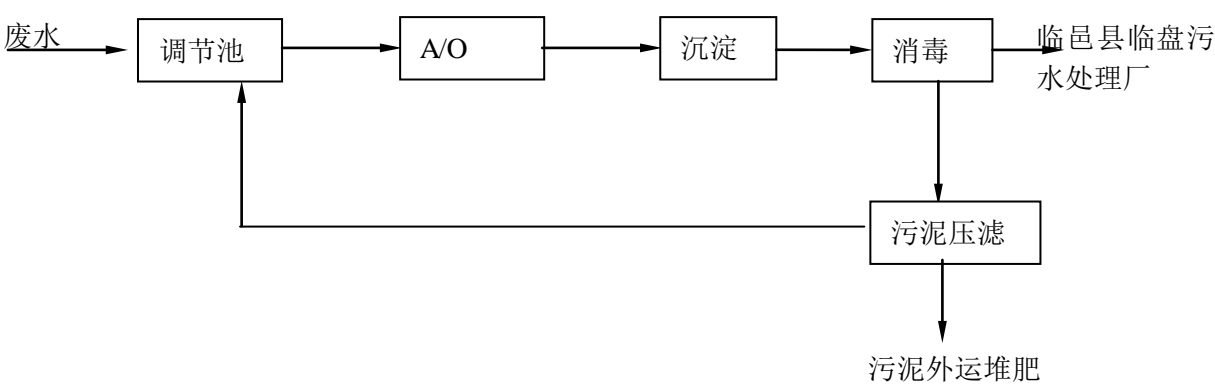 废水
调节池
A/O
沉淀
消毒
临邑县临盘污
水处理厂
污泥压滤
污泥外运堆肥